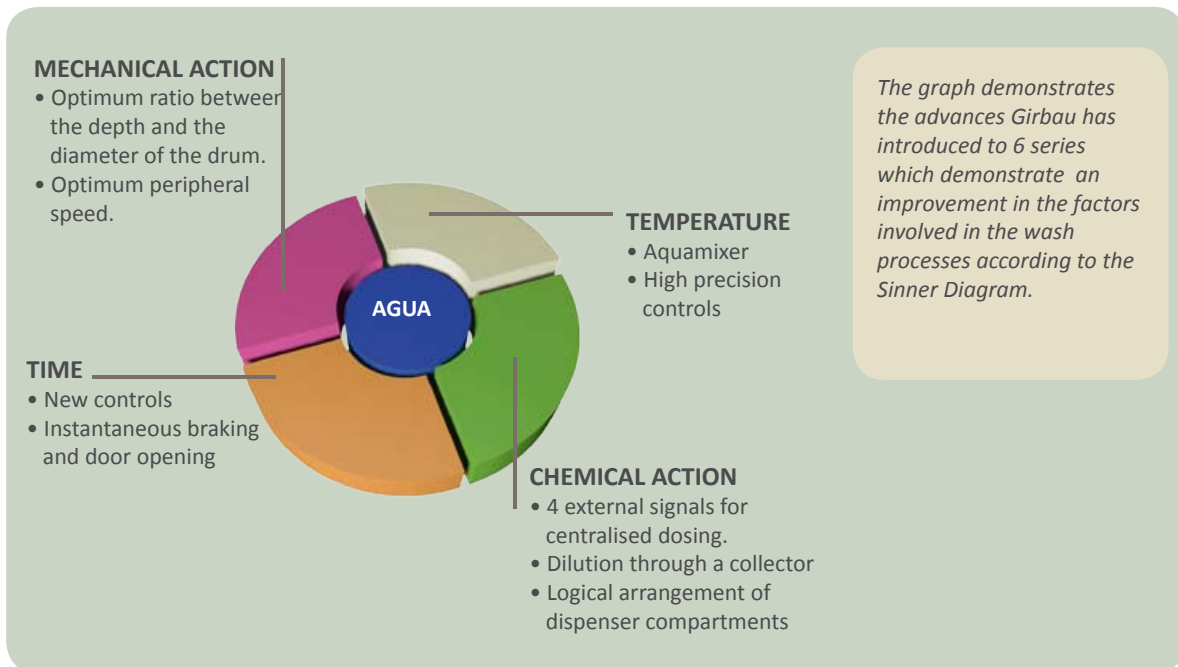 MECHANICAL ACTION
• Optimum ratio between
the depth and the
diameter of the drum.
• Optimum peripheral
speed.
TEMPERATURE
• Aquamixer
• High precision
controls
AGUA
TIME
• New controls
• Instantaneous braking
and door opening
CHEMICAL ACTION
• 4 external signals for
centralised dosing.
• Dilution through a collector
• Logical arrangement of
dispenser compartments
The graph demonstrates
the advances Girbau has
introduced to 6 series
which demonstrate an
improvement in the factors
involved in the wash
processes according to the
Sinner Diagram.